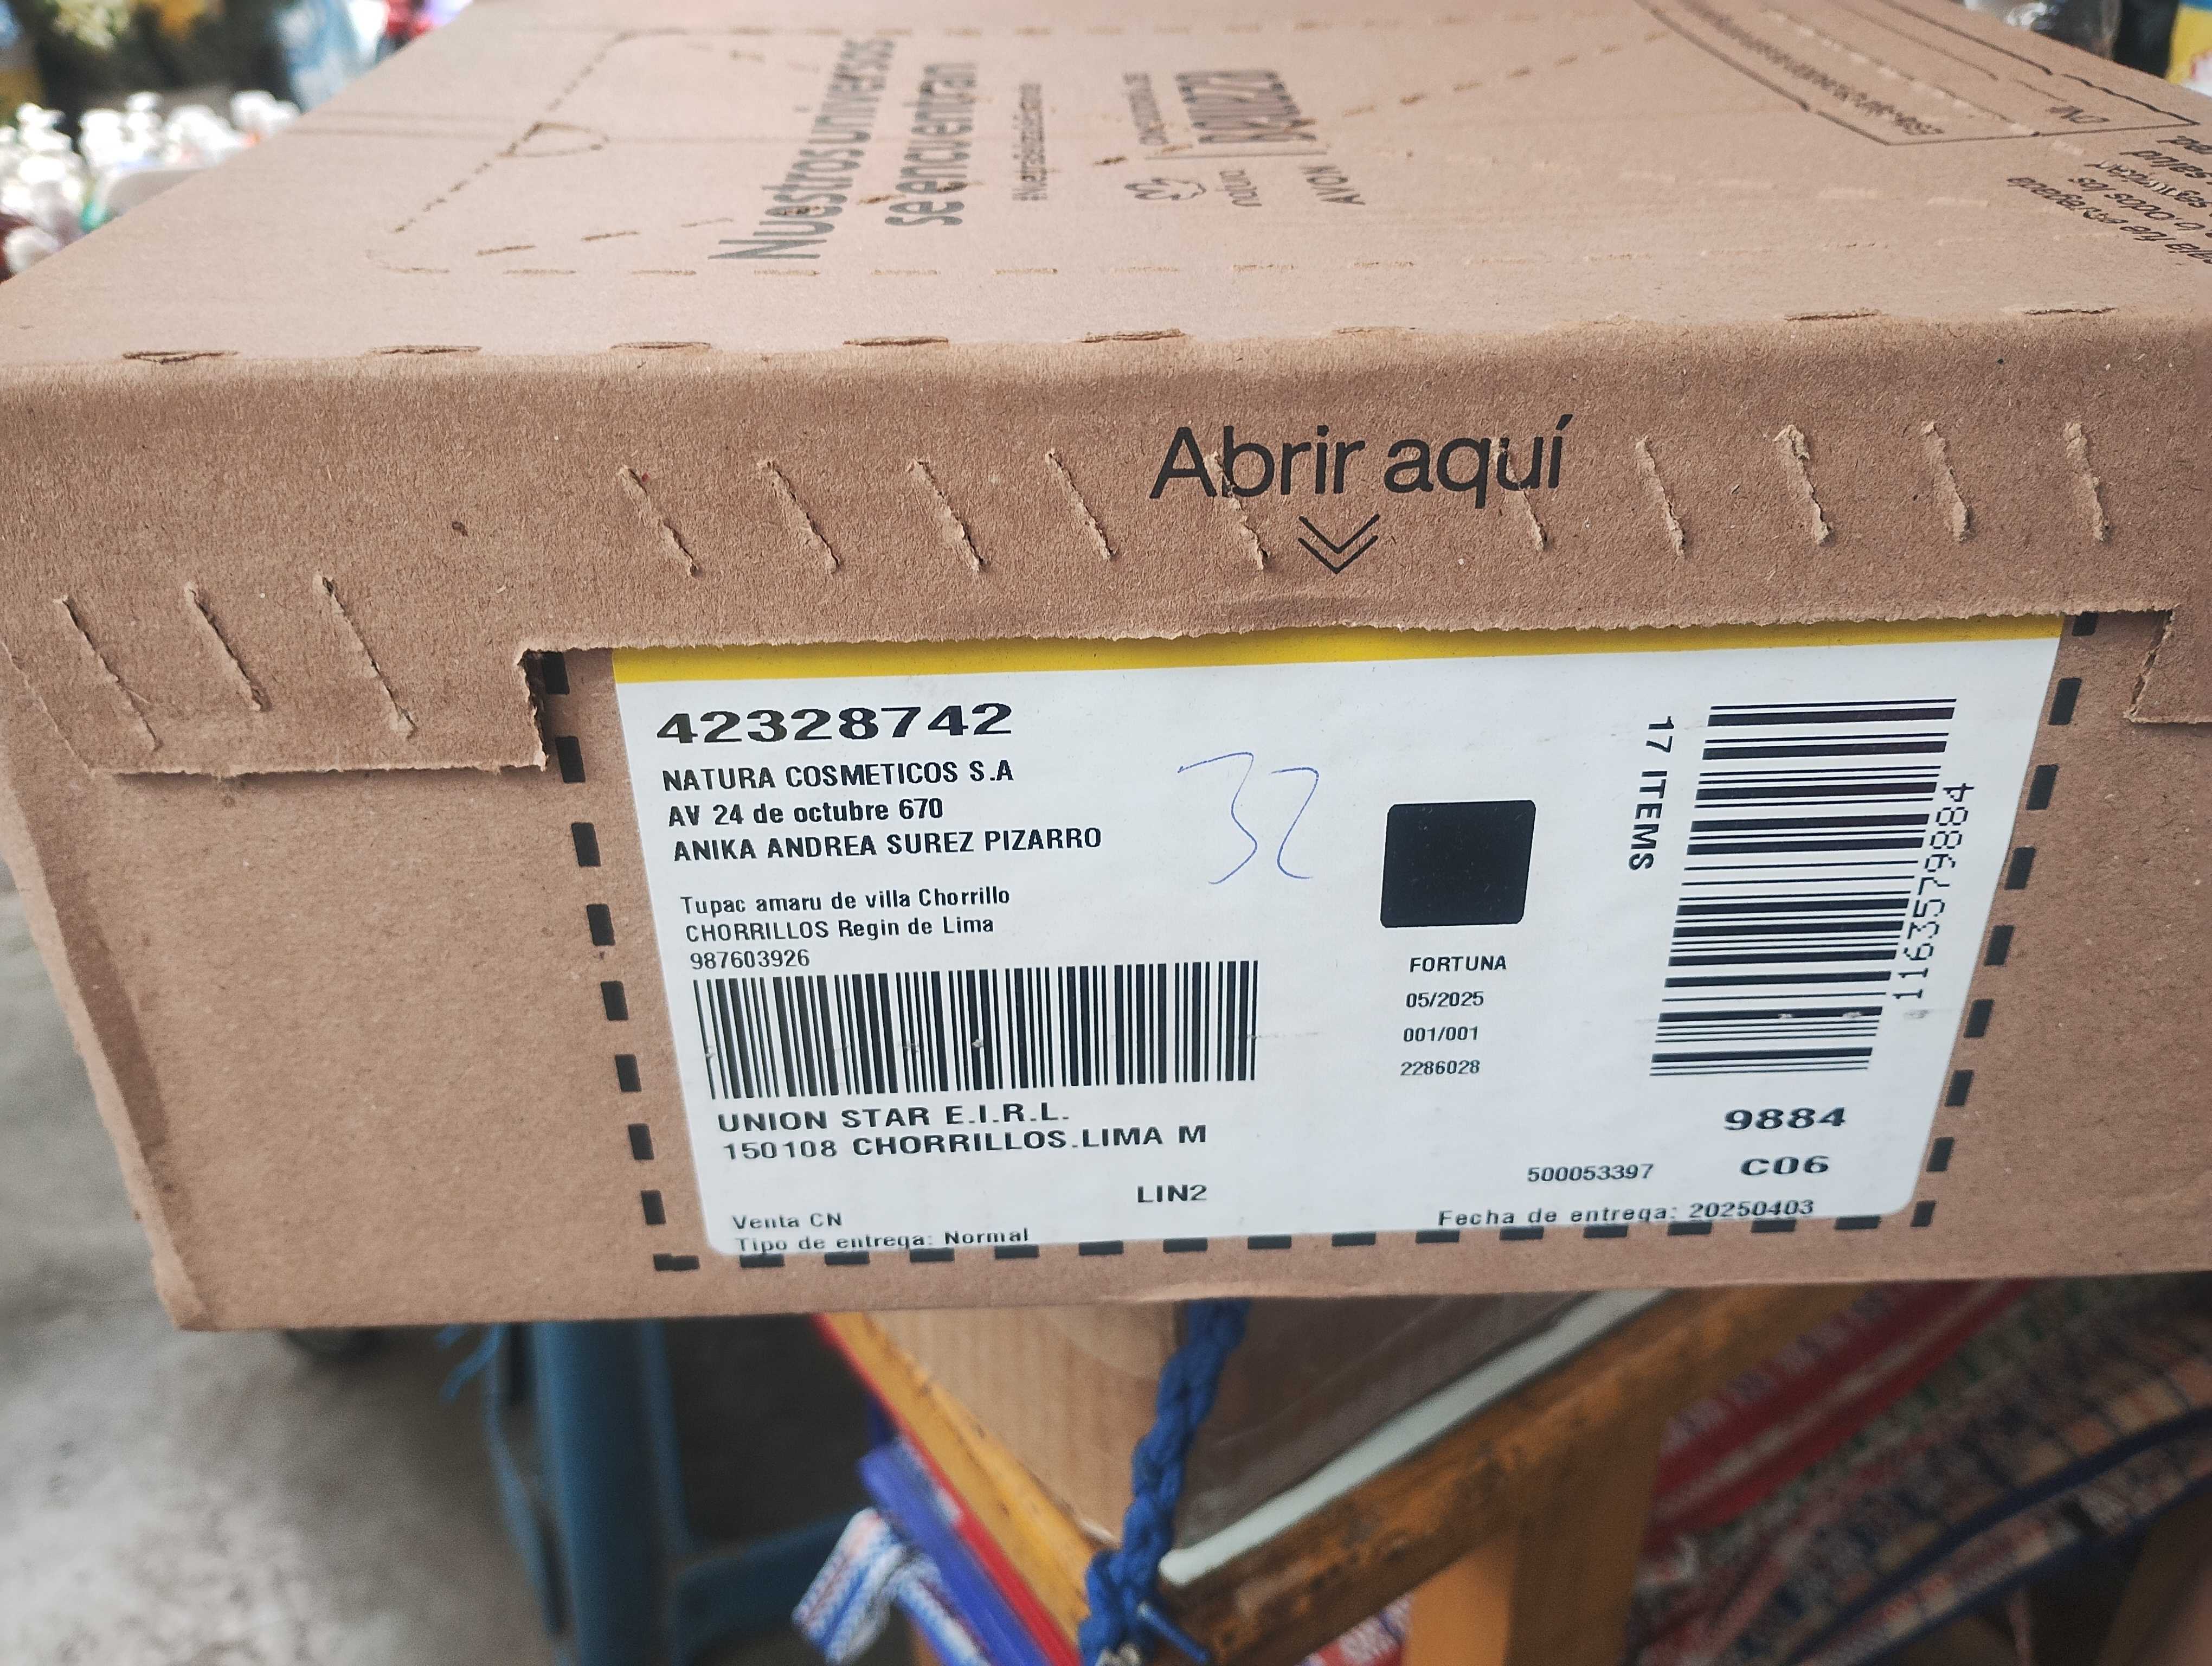 Nuestros universos
se encuentran
natura
AVON
Abrir aquí
42328742
NATURA COSMETICOS S.A
AV 24 de octubre 670
ANIKA ANDREA SUREZ PIZARRO
32
Tupac amaru de villa Chorrillo
CHORRILLOS Regin de Lima
987603926
UNION STAR E.I.R.L.
150108 CHORRILLOS.LIMA M
LIN2
Venta CN
Tipo de entrega: Normal
FORTUNA
05/2025
001/001
2286028
17 ITEMS
1163579884
9884
C06
500053397
Fecha de entrega: 20250403